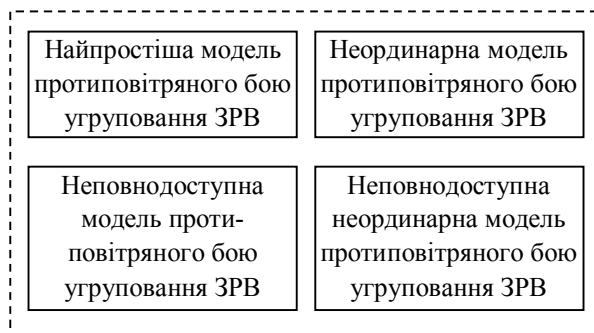 Найпростіша модель
протиповітряного бою
угруповання ЗРВ
Неординарна модель
протиповітряного бою
угруповання ЗРВ
Неповнодоступна
модель проти-
повітряного бою
угруповання ЗРВ
Неповнодоступна
неординарна модель
протиповітряного бою
угруповання ЗРВ